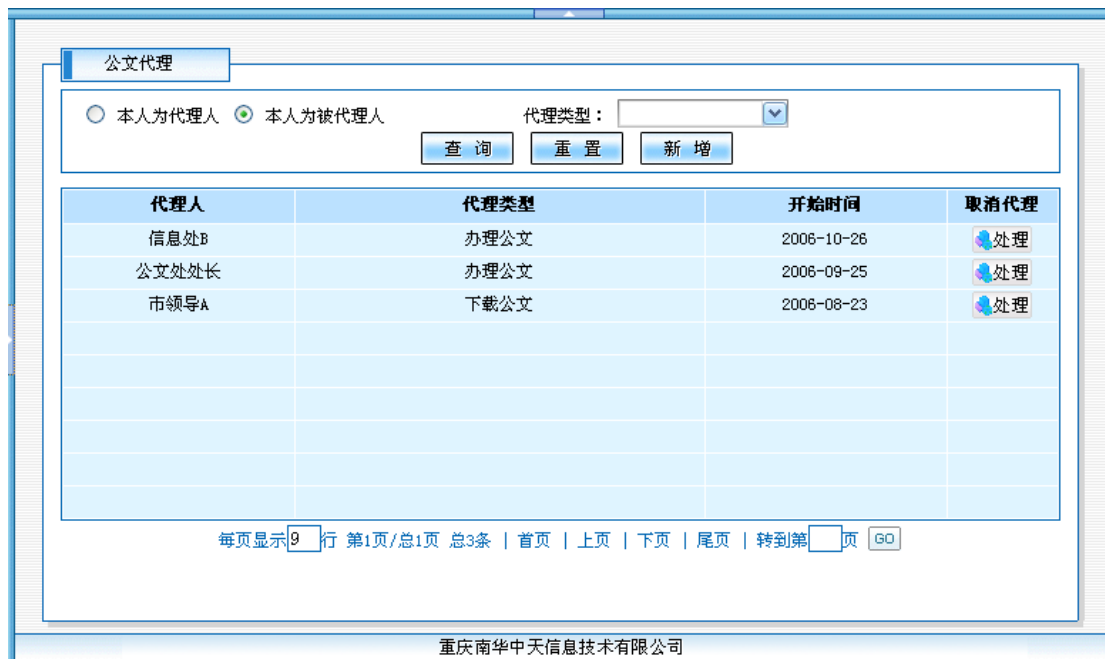 公文代理
本人为代理人 本人为被代理人 代理类型：
查 询 重 置 新 增
代理人 代理类型 开始时间 取消代理
信息处B 办理公文 2006-10-26 处理
公文处处长 办理公文 2006-09-25 处理
市领导A 下载公文 2006-08-23 处理
每页显示9 行 第1页/总1页 总3条 | 首页 | 上页 | 下页 | 尾页 | 转到第 页 GO
重庆南华中天信息技术有限公司